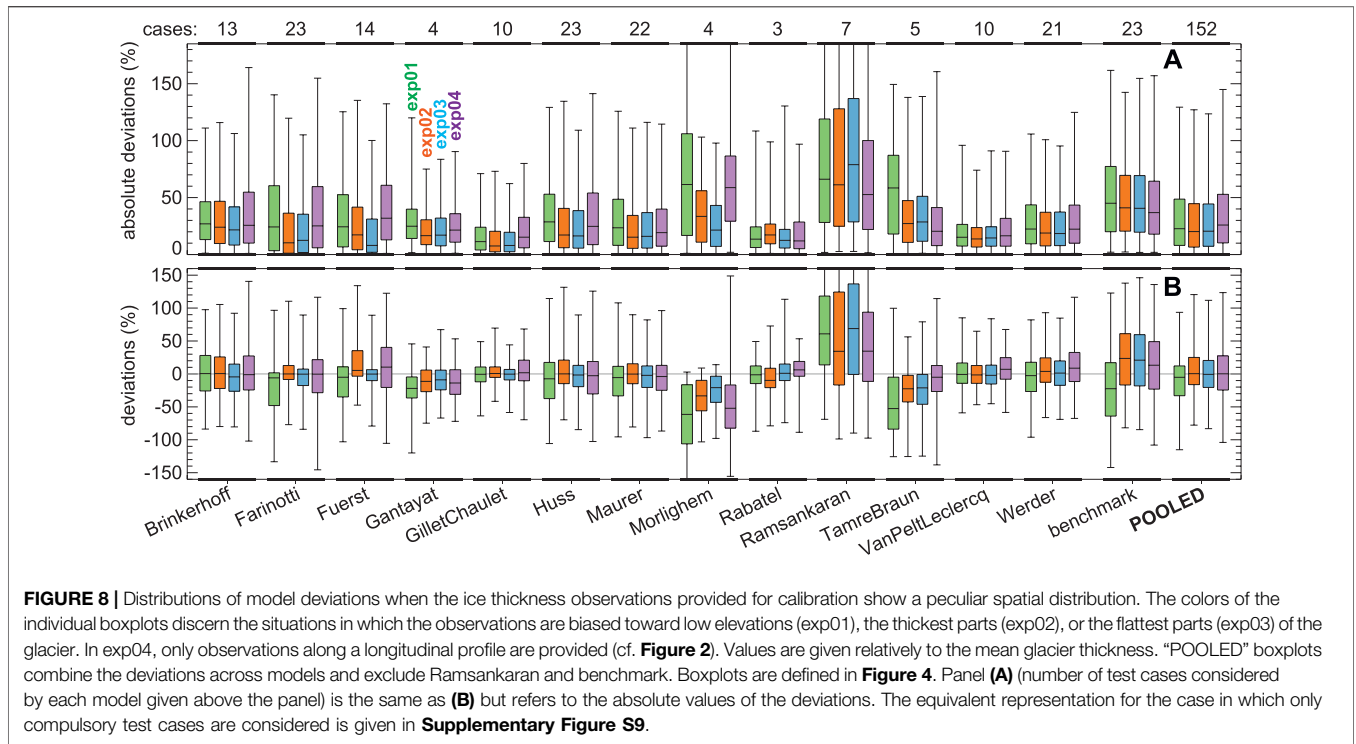 cases: 13 23 14 4 10 23 22 4 3 7 5 10 21 23 152
A
absolute deviations (%)
150
100
50
0
exp01
exp02
exp03
exp04
B
deviations (%)
150
100
50
0
-50
-100
-150
Brinkerhoff
Farinotti
Fuerst
Gantayat
GilletChaulet
Huss
Maurer
Morlighem
Rabatel
Ramsankaran
TamreBraun
VanPeltLeclercq
Werder
benchmark
POOLED
FIGURE 8 | Distributions of model deviations when the ice thickness observations provided for calibration show a peculiar spatial distribution. The colors of the
individual boxplots discern the situations in which the observations are biased toward low elevations (exp01), the thickest parts (exp02), or the flattest parts (exp03) of the
glacier. In exp04, only observations along a longitudinal profile are provided (cf. Figure 2). Values are given relatively to the mean glacier thickness. “POOLED” boxplots
combine the deviations across models and exclude Ramsankaran and benchmark. Boxplots are defined in Figure 4. Panel (A) (number of test cases considered
by each model given above the panel) is the same as (B) but refers to the absolute values of the deviations. The equivalent representation for the case in which only
compulsory test cases are considered is given in Supplementary Figure S9.